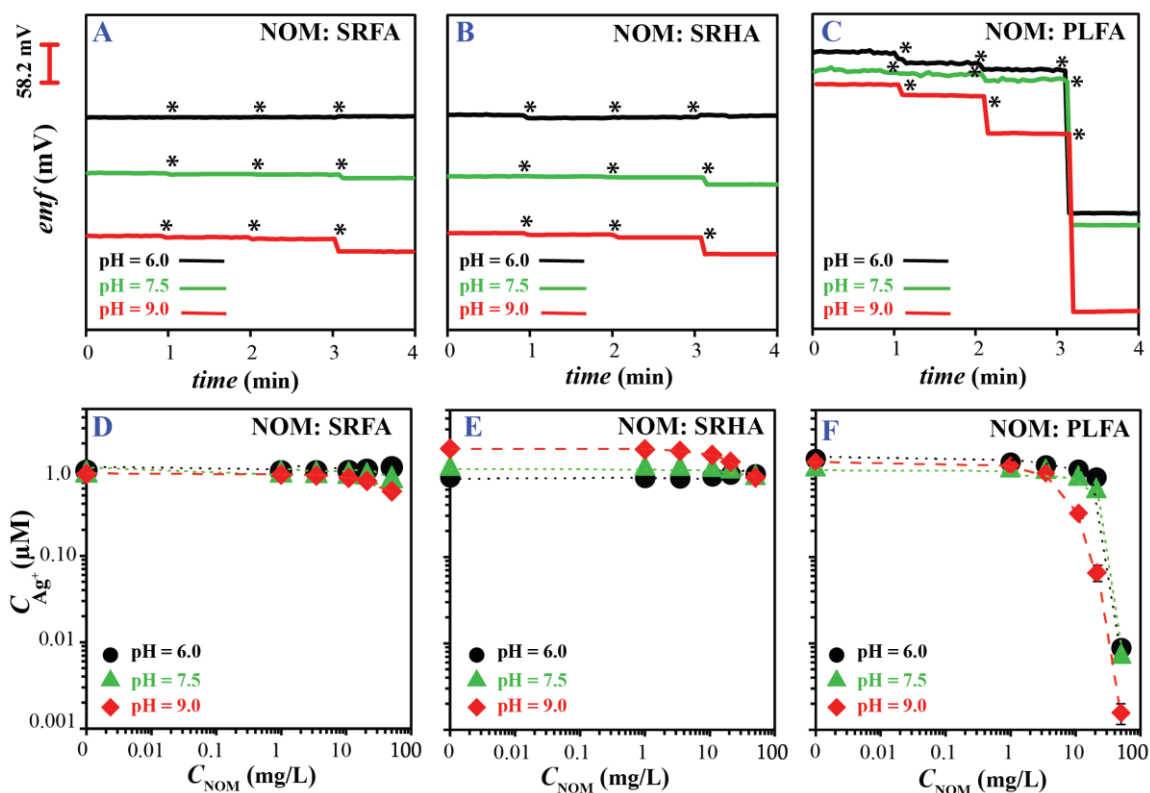 A NOM: SRFA
B NOM: SRHA
C NOM: PLFA
58.2 mV
emf (mV)
* * *
* * *
* * *
* * *
* * *
* * *
* * *
* * *
* * *
pH = 6.0
pH = 7.5
pH = 9.0
pH = 6.0
pH = 7.5
pH = 9.0
pH = 6.0
pH = 7.5
pH = 9.0
0 1 2 3 4
0 1 2 3 4
0 1 2 3 4
time (min)
time (min)
time (min)
D NOM: SRFA
E NOM: SRHA
F NOM: PLFA
C Ag+ (μM)
1.0
0.10
0.01
0.001
pH = 6.0
pH = 7.5
pH = 9.0
pH = 6.0
pH = 7.5
pH = 9.0
pH = 6.0
pH = 7.5
pH = 9.0
0 0.01 0.1 1 10 100
0 0.01 0.1 1 10 100
0 0.01 0.1 1 10 100
C NOM (mg/L)
C NOM (mg/L)
C NOM (mg/L)